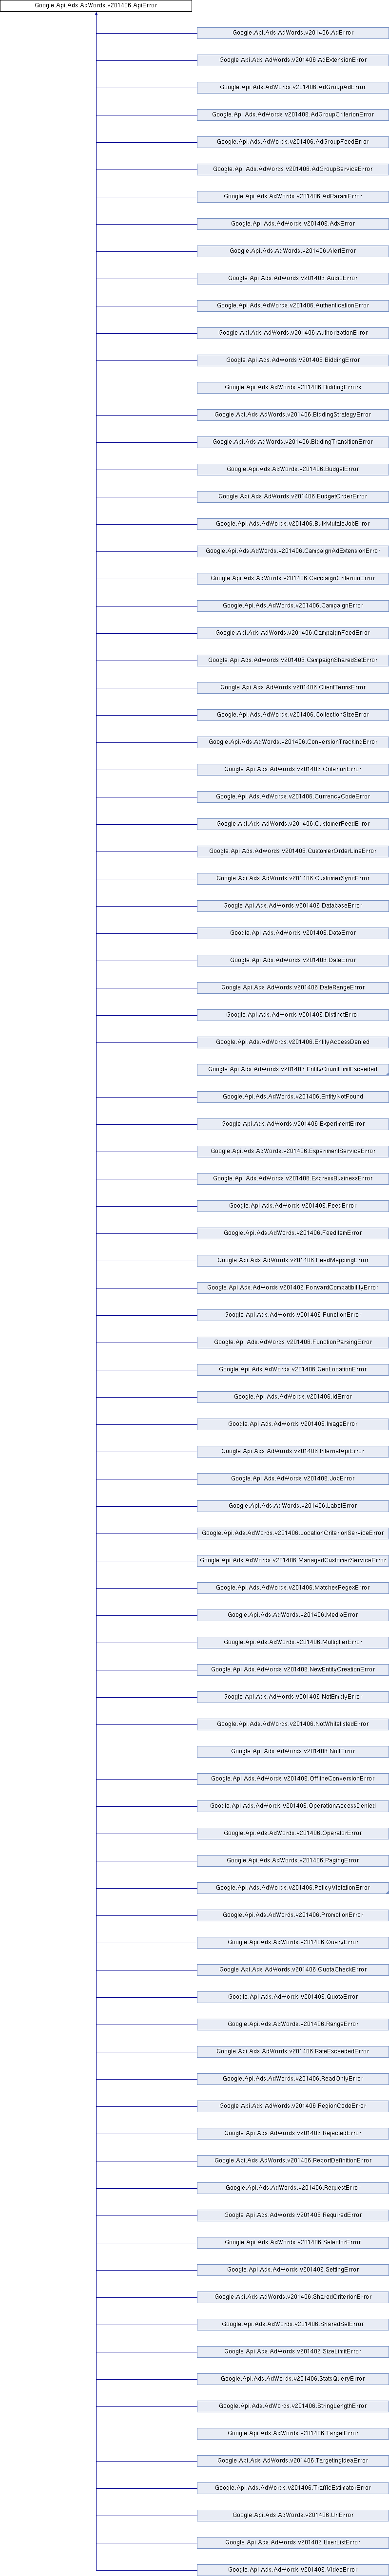 Google.Api.Ads.AdWords.v201406.ApiError
Google.Api.Ads.AdWords.v201406.AdError
Google.Api.Ads.AdWords.v201406.AdExtensionError
Google.Api.Ads.AdWords.v201406.AdGroupAdError
Google.Api.Ads.AdWords.v201406.AdGroupCriterionError
Google.Api.Ads.AdWords.v201406.AdGroupFeedError
Google.Api.Ads.AdWords.v201406.AdGroupServiceError
Google.Api.Ads.AdWords.v201406.AdParamError
Google.Api.Ads.AdWords.v201406.AdxError
Google.Api.Ads.AdWords.v201406.AlertError
Google.Api.Ads.AdWords.v201406.AudioError
Google.Api.Ads.AdWords.v201406.AuthenticationError
Google.Api.Ads.AdWords.v201406.AuthorizationError
Google.Api.Ads.AdWords.v201406.BiddingError
Google.Api.Ads.AdWords.v201406.BiddingErrors
Google.Api.Ads.AdWords.v201406.BiddingStrategyError
Google.Api.Ads.AdWords.v201406.BiddingTransitionError
Google.Api.Ads.AdWords.v201406.BudgetError
Google.Api.Ads.AdWords.v201406.BudgetOrderError
Google.Api.Ads.AdWords.v201406.BulkMutateJobError
Google.Api.Ads.AdWords.v201406.CampaignAdExtensionError
Google.Api.Ads.AdWords.v201406.CampaignCriterionError
Google.Api.Ads.AdWords.v201406.CampaignError
Google.Api.Ads.AdWords.v201406.CampaignFeedError
Google.Api.Ads.AdWords.v201406.CampaignSharedSetError
Google.Api.Ads.AdWords.v201406.ClientTermsError
Google.Api.Ads.AdWords.v201406.CollectionSizeError
Google.Api.Ads.AdWords.v201406.ConversionTrackingError
Google.Api.Ads.AdWords.v201406.CriterionError
Google.Api.Ads.AdWords.v201406.CurrencyCodeError
Google.Api.Ads.AdWords.v201406.CustomerFeedError
Google.Api.Ads.AdWords.v201406.CustomerOrderLineError
Google.Api.Ads.AdWords.v201406.CustomerSyncError
Google.Api.Ads.AdWords.v201406.DatabaseError
Google.Api.Ads.AdWords.v201406.DataError
Google.Api.Ads.AdWords.v201406.DateError
Google.Api.Ads.AdWords.v201406.DateRangeError
Google.Api.Ads.AdWords.v201406.DistinctError
Google.Api.Ads.AdWords.v201406.EntityAccessDenied
Google.Api.Ads.AdWords.v201406.EntityCountLimitExceeded
Google.Api.Ads.AdWords.v201406.EntityNotFound
Google.Api.Ads.AdWords.v201406.ExperimentError
Google.Api.Ads.AdWords.v201406.ExperimentServiceError
Google.Api.Ads.AdWords.v201406.ExpressBusinessError
Google.Api.Ads.AdWords.v201406.FeedError
Google.Api.Ads.AdWords.v201406.FeedItemError
Google.Api.Ads.AdWords.v201406.FeedMappingError
Google.Api.Ads.AdWords.v201406.ForwardCompatibilityError
Google.Api.Ads.AdWords.v201406.FunctionError
Google.Api.Ads.AdWords.v201406.FunctionParsingError
Google.Api.Ads.AdWords.v201406.GeoLocationError
Google.Api.Ads.AdWords.v201406.IdError
Google.Api.Ads.AdWords.v201406.ImageError
Google.Api.Ads.AdWords.v201406.InternalApiError
Google.Api.Ads.AdWords.v201406.JobError
Google.Api.Ads.AdWords.v201406.LabelError
Google.Api.Ads.AdWords.v201406.LocationCriterionServiceError
Google.Api.Ads.AdWords.v201406.ManagedCustomerServiceError
Google.Api.Ads.AdWords.v201406.MatchesRegexError
Google.Api.Ads.AdWords.v201406.MediaError
Google.Api.Ads.AdWords.v201406.MultiplierError
Google.Api.Ads.AdWords.v201406.NewEntityCreationError
Google.Api.Ads.AdWords.v201406.NotEmptyError
Google.Api.Ads.AdWords.v201406.NotWhitelistedError
Google.Api.Ads.AdWords.v201406.NullError
Google.Api.Ads.AdWords.v201406.OfflineConversionError
Google.Api.Ads.AdWords.v201406.OperationAccessDenied
Google.Api.Ads.AdWords.v201406.OperatorError
Google.Api.Ads.AdWords.v201406.PagingError
Google.Api.Ads.AdWords.v201406.PolicyViolationError
Google.Api.Ads.AdWords.v201406.PromotionError
Google.Api.Ads.AdWords.v201406.QueryError
Google.Api.Ads.AdWords.v201406.QuotaCheckError
Google.Api.Ads.AdWords.v201406.QuotaError
Google.Api.Ads.AdWords.v201406.RangeError
Google.Api.Ads.AdWords.v201406.RateExceededError
Google.Api.Ads.AdWords.v201406.ReadOnlyError
Google.Api.Ads.AdWords.v201406.RegionCodeError
Google.Api.Ads.AdWords.v201406.RejectedError
Google.Api.Ads.AdWords.v201406.ReportDefinitionError
Google.Api.Ads.AdWords.v201406.RequestError
Google.Api.Ads.AdWords.v201406.RequiredError
Google.Api.Ads.AdWords.v201406.SelectorError
Google.Api.Ads.AdWords.v201406.SettingError
Google.Api.Ads.AdWords.v201406.SharedCriterionError
Google.Api.Ads.AdWords.v201406.SharedSetError
Google.Api.Ads.AdWords.v201406.SizeLimitError
Google.Api.Ads.AdWords.v201406.StatsQueryError
Google.Api.Ads.AdWords.v201406.StringLengthError
Google.Api.Ads.AdWords.v201406.TargetError
Google.Api.Ads.AdWords.v201406.TargetingIdeaError
Google.Api.Ads.AdWords.v201406.TrafficEstimatorError
Google.Api.Ads.AdWords.v201406.UrlError
Google.Api.Ads.AdWords.v201406.UserListError
Google.Api.Ads.AdWords.v201406.VideoError